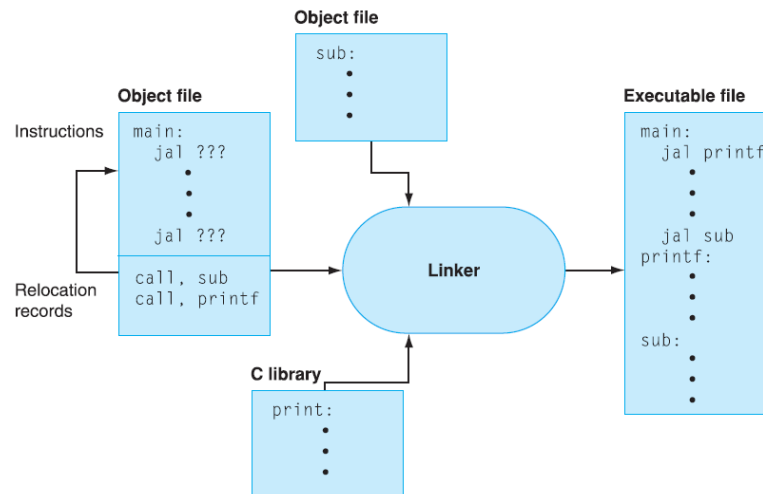 Object file
sub:
Object file
Instructions
main:
jal ???
jal ???
Relocation
records
call, sub
call, printf
Linker
C library
print:
Executable file
main:
jal printf
jal sub
printf:
sub: